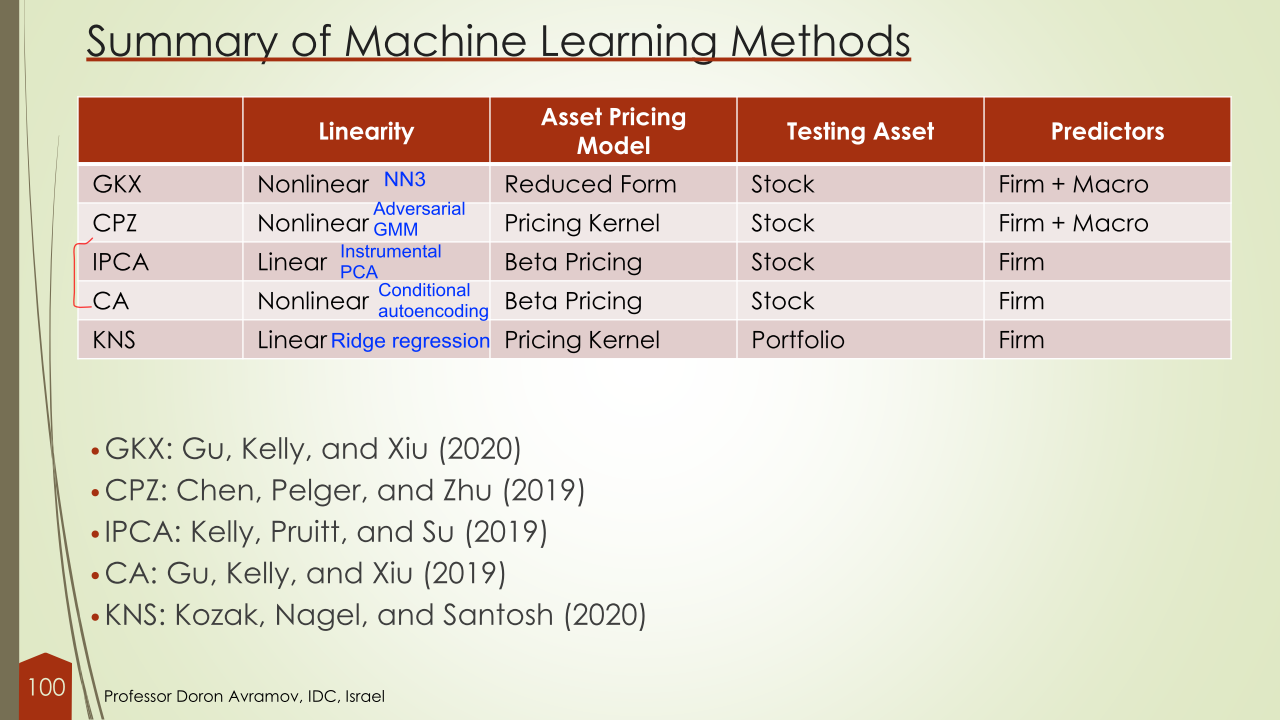 Summary of Machine Learning Methods
Linearity Asset Pricing Model Testing Asset Predictors
GKX Nonlinear NN3 Reduced Form Stock Firm + Macro
CPZ Nonlinear Adversarial GMM Pricing Kernel Stock Firm + Macro
IPCA Linear Instrumental PCA Beta Pricing Stock Firm
CA Nonlinear Conditional autoencoding Beta Pricing Stock Firm
KNS Linear Ridge regression Pricing Kernel Portfolio Firm
• GKX: Gu, Kelly, and Xiu (2020)
• CPZ: Chen, Pelger, and Zhu (2019)
• IPCA: Kelly, Pruitt, and Su (2019)
• CA: Gu, Kelly, and Xiu (2019)
• KNS: Kozak, Nagel, and Santosh (2020)
100
Professor Doron Avramov, IDC, Israel